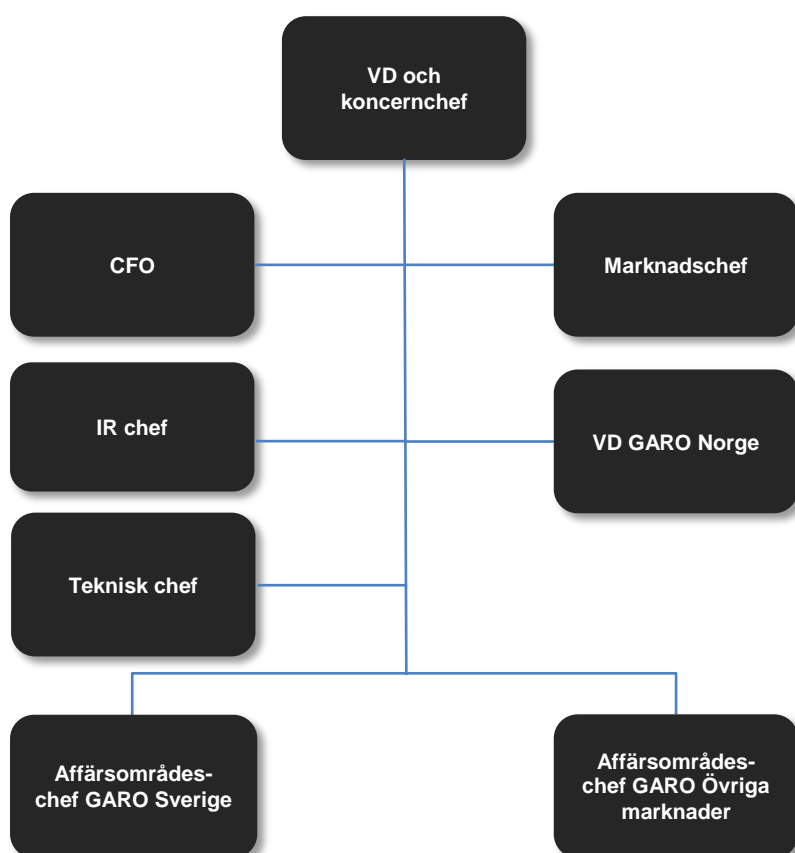 VD och
koncernchef
CFO
Marknadschef
IR chef
VD GARO Norge
Teknisk chef
Affärsområdes-
chef GARO Sverige
Affärsområdes-
chef GARO Övriga
marknader